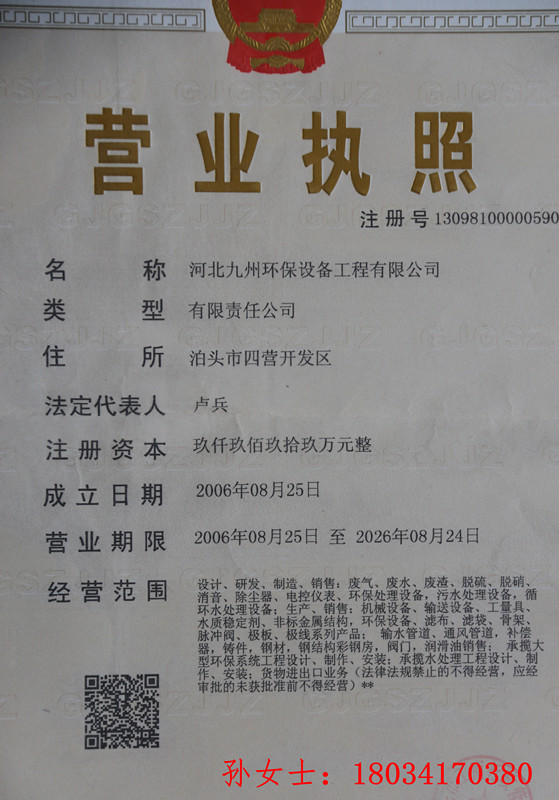 营业执照
注册号 13098100000590
名称 河北九州环保设备工程有限公司
类型 有限责任公司
住所 泊头市四营开发区
法定代表人 卢兵
注册资本 玖仟玖佰玖拾玖万元整
成立日期 2006年08月25日
营业期限 2006年08月25日 至 2026年08月24日
经营范围 设计、研发、制造、销售：废气、废水、废渣、脱硫、脱硝、
消音、除尘器、电控仪表、环保处理设备，污水处理设备，循
环水处理设备；生产、销售：机械设备、输送设备、工量具、
水质稳定剂、非标金属结构，环保设备、滤布、滤袋、骨架、
脉冲阀、极板、极线系列产品； 输水管道、通风管道，补偿
器，铸件，钢材，钢结构彩钢房，阀门，润滑油销售； 承揽大
型环保系统工程设计、制作、安装；承揽水处理工程设计、制
作、安装；货物进出口业务（法律法规禁止的不得经营，应经
审批的未获批准前不得经营）**
孙女士：18034170380